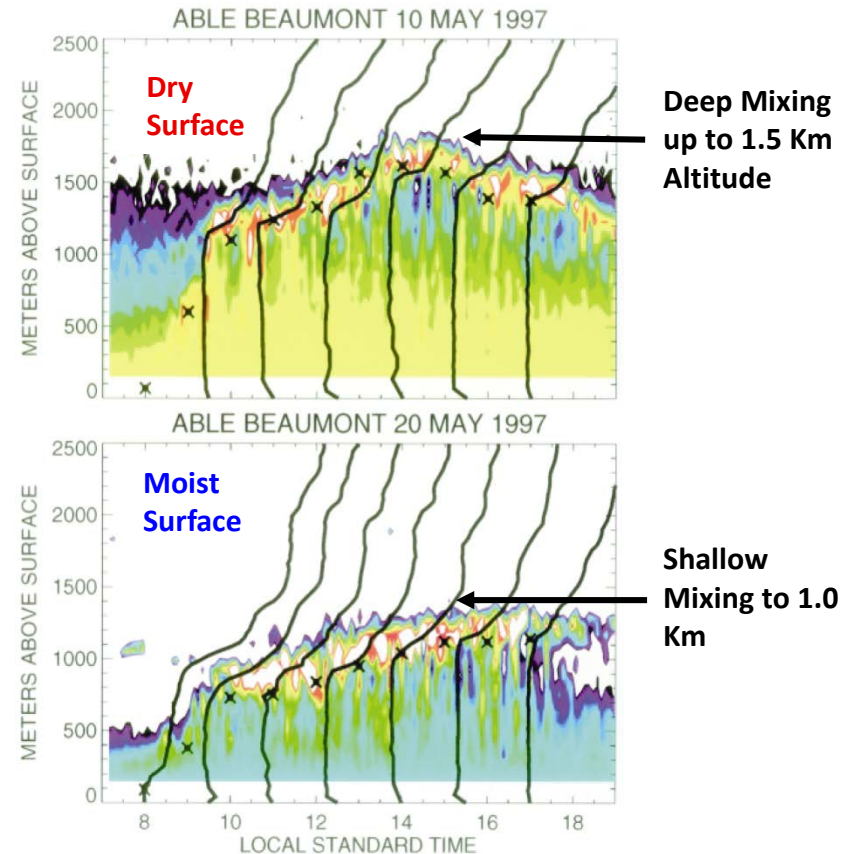 ABLE BEAUMONT 10 MAY 1997
2500
2000
1500
1000
500
0
METERS ABOVE SURFACE
Dry
Surface
Deep Mixing
up to 1.5 Km
Altitude
ABLE BEAUMONT 20 MAY 1997
2500
2000
1500
1000
500
0
METERS ABOVE SURFACE
Moist
Surface
Shallow
Mixing to 1.0
Km
8 10 12 14 16 18
LOCAL STANDARD TIME